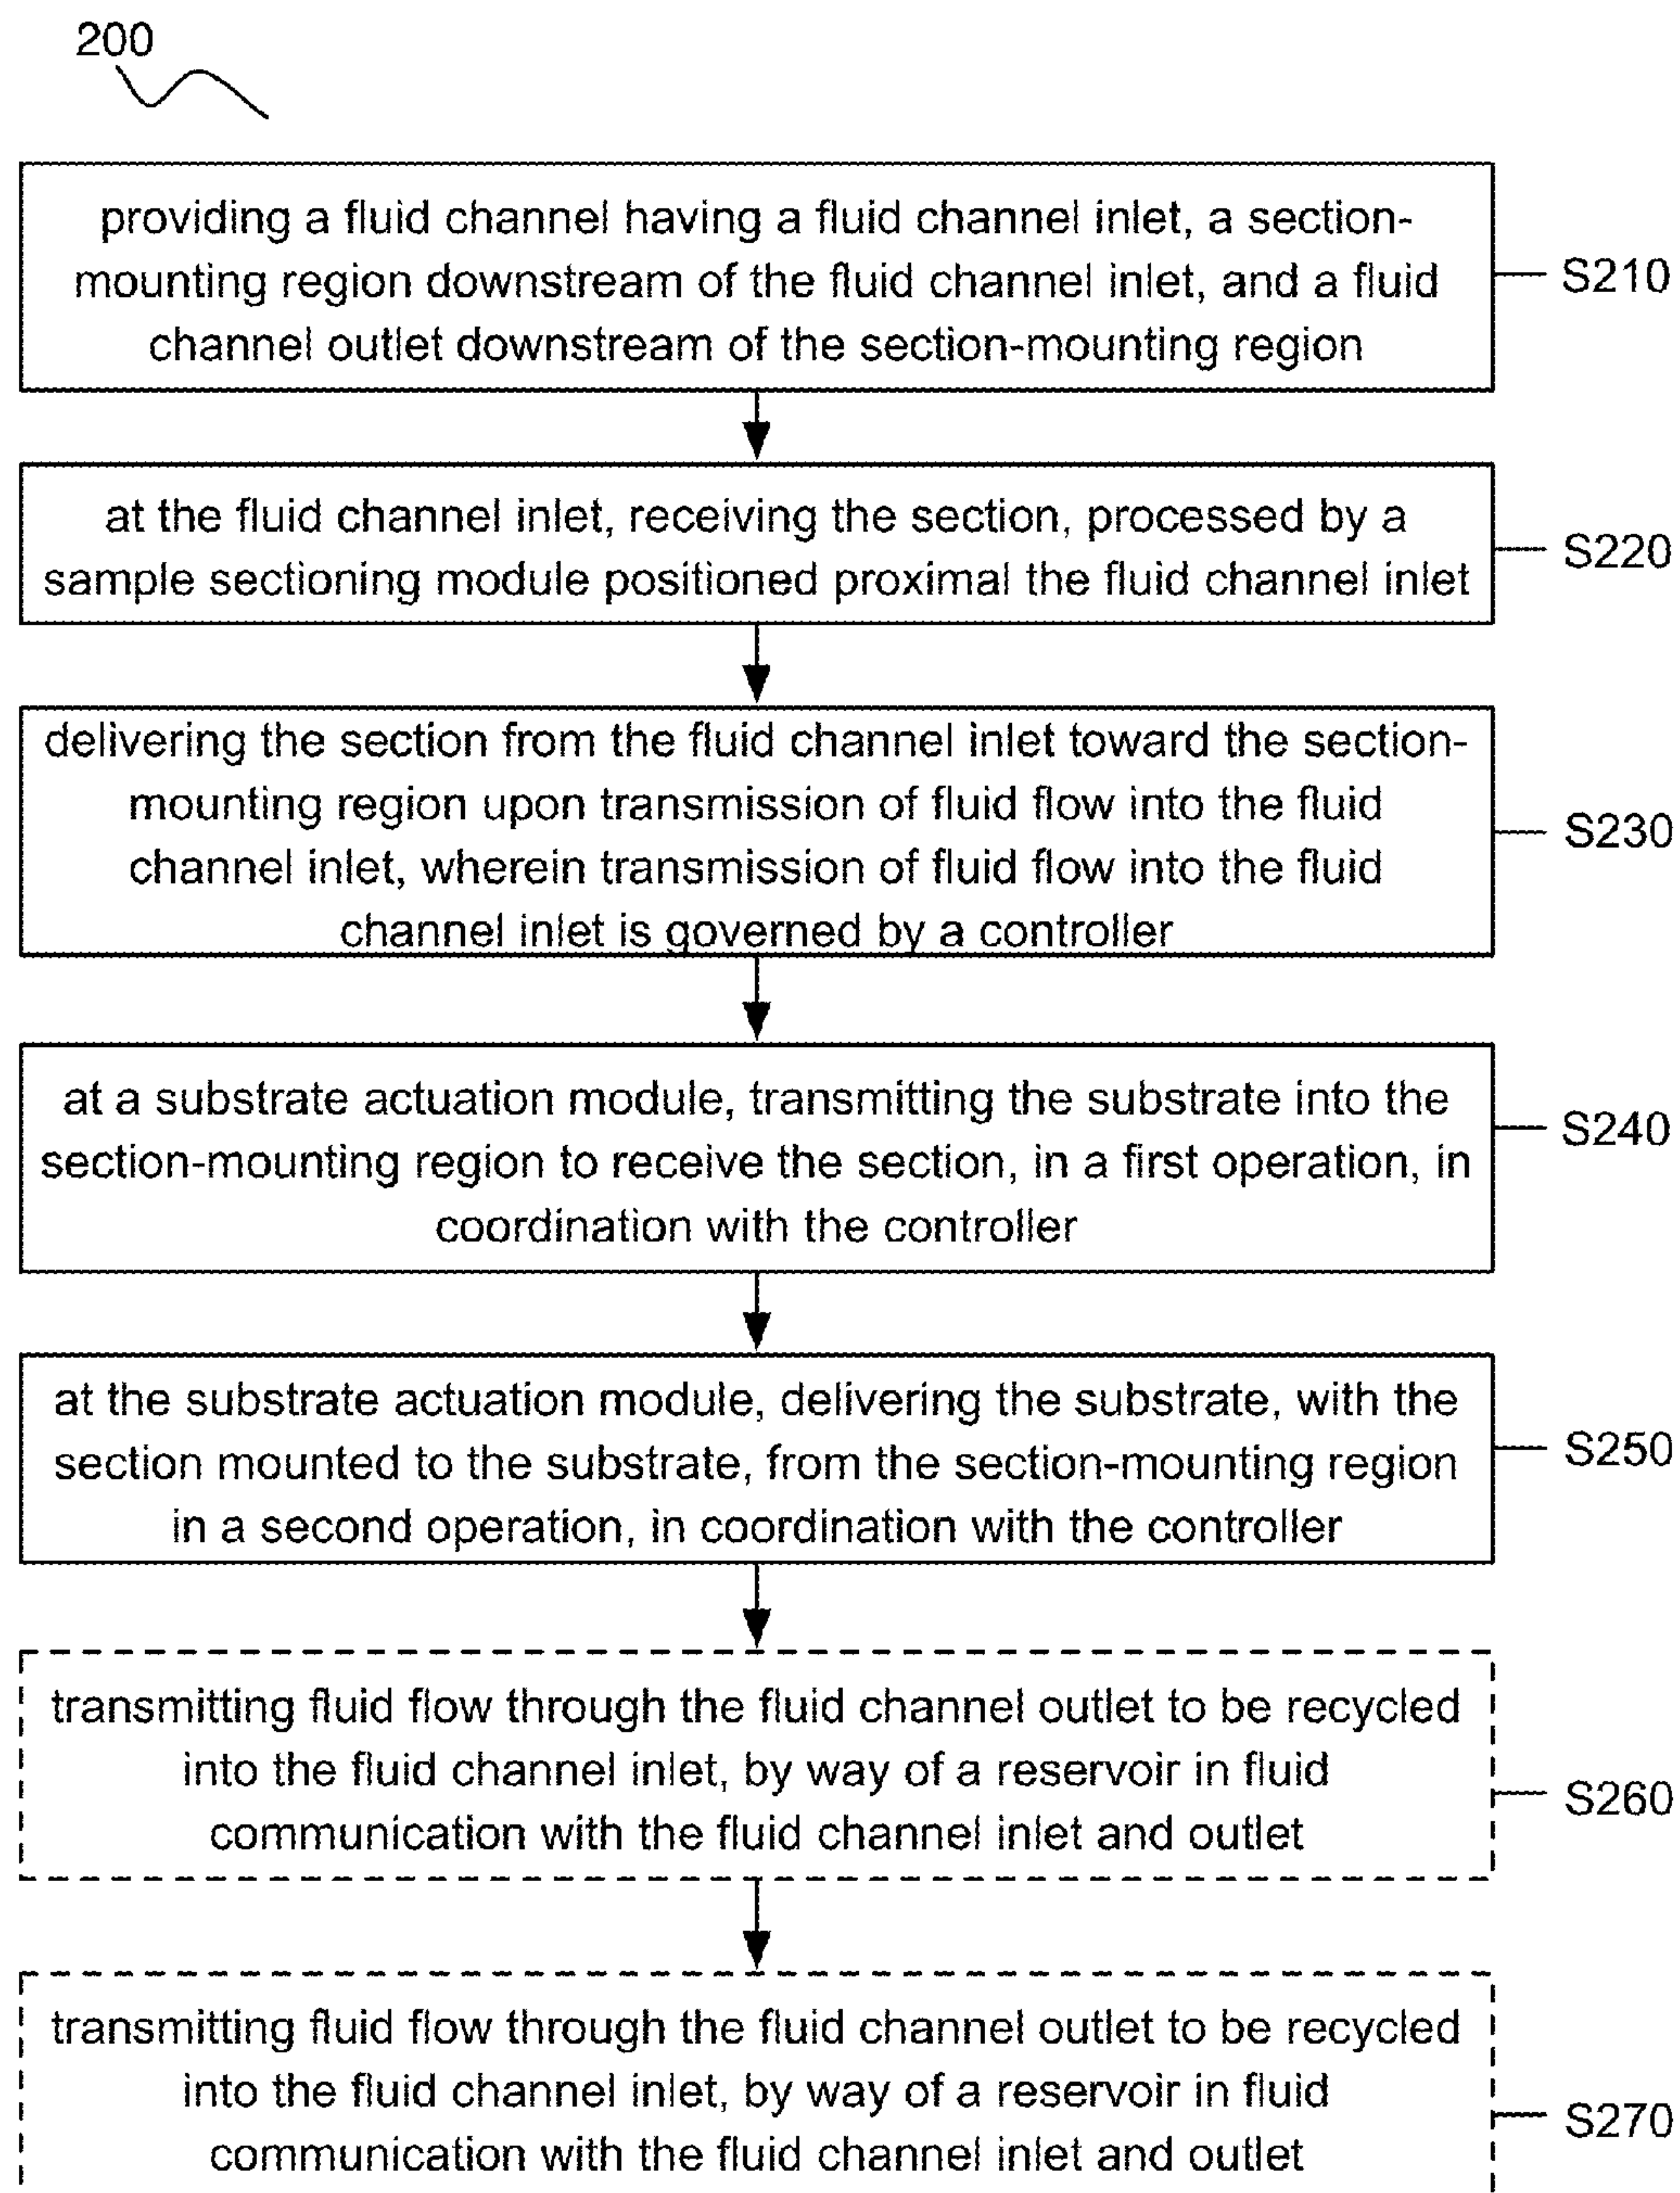 200
providing a fluid channel having a fluid channel inlet, a section-
mounting region downstream of the fluid channel inlet, and a fluid
channel outlet downstream of the section-mounting region
S210
at the fluid channel inlet, receiving the section, processed by a
sample sectioning module positioned proximal the fluid channel inlet
S220
delivering the section from the fluid channel inlet toward the section-
mounting region upon transmission of fluid flow into the fluid
channel inlet, wherein transmission of fluid flow into the fluid
channel inlet is governed by a controller
S230
at a substrate actuation module, transmitting the substrate into the
section-mounting region to receive the section, in a first operation, in
coordination with the controller
S240
at the substrate actuation module, delivering the substrate, with the
section mounted to the substrate, from the section-mounting region
in a second operation, in coordination with the controller
S250
transmitting fluid flow through the fluid channel outlet to be recycled
into the fluid channel inlet, by way of a reservoir in fluid
communication with the fluid channel inlet and outlet
S260
transmitting fluid flow through the fluid channel outlet to be recycled
into the fluid channel inlet, by way of a reservoir in fluid
communication with the fluid channel inlet and outlet
S270